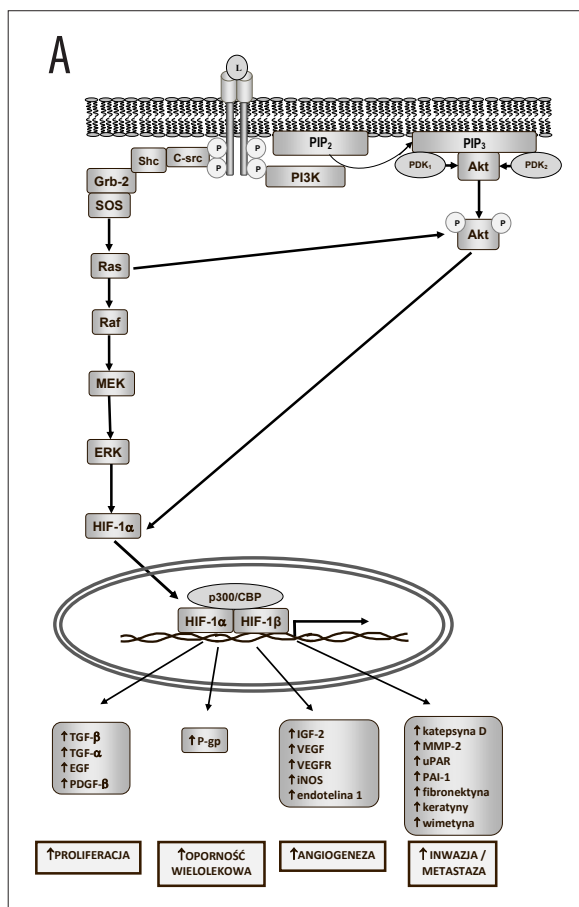 A
L
PIP₂
PIP₃
P
P
P
P
Shc
C-src
Grb-2
SOS
PI3K
PDK₁
Akt
PDK₂
P
Akt
P
Ras
Raf
MEK
ERK
HIF-1α
p300/CBP
HIF-1α
HIF-1β
↑TGF-β
↑TGF-α
↑EGF
↑PDGF-β
↑P-gp
↑IGF-2
↑VEGF
↑VEGFR
↑iNOS
↑endotelina 1
↑katepsyna D
↑MMP-2
↑uPAR
↑PAI-1
↑fibronektyna
↑keratyny
↑wimetyna
↑PROLIFERACJA
↑OPORNOŚĆ
WIELOLEKOWA
↑ANGIOGENEZA
↑INWAZJA /
METASTAZA